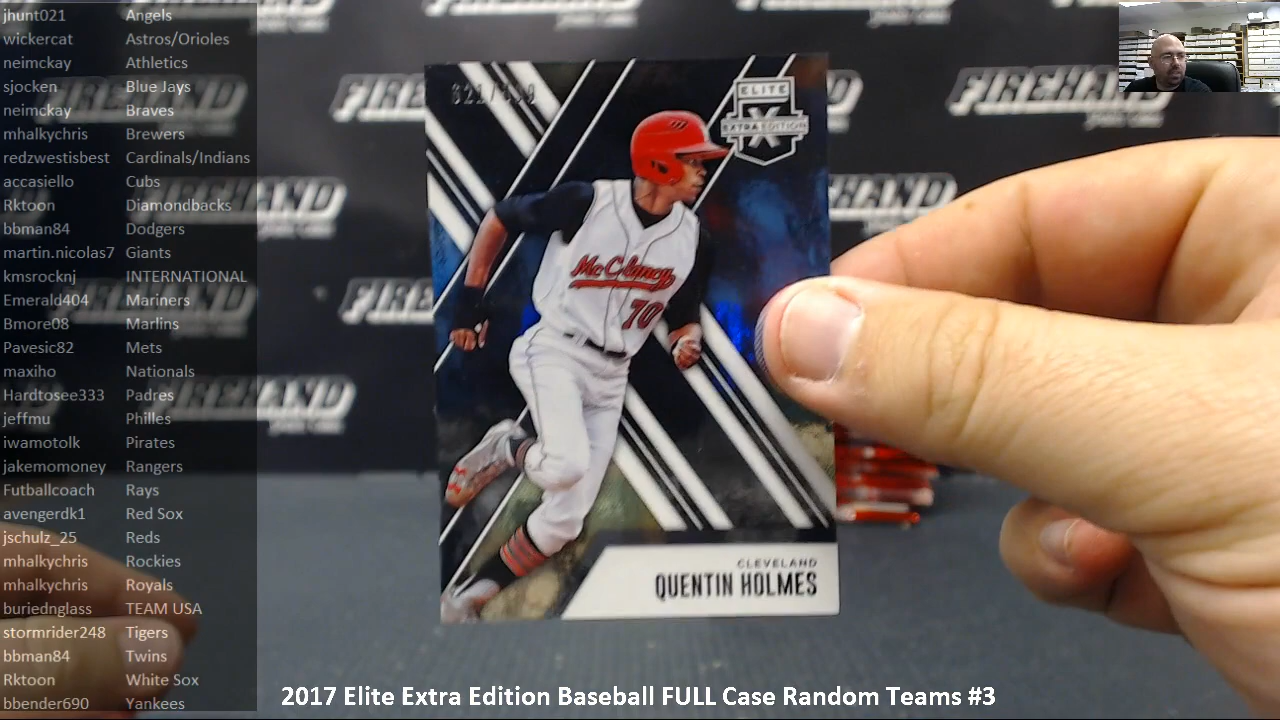 jhunt021 Angels
wickercat Astros/Orioles
neimckay Athletics
sjocken Blue Jays
neimckay Braves
mhalkychris Brewers
redzwestisbest Cardinals/Indians
accasiello Cubs
Rktoon Diamondbacks
bbman84 Dodgers
martin.nicolas7 Giants
kmsrocknj INTERNATIONAL
Emerald404 Mariners
Bmore08 Marlins
Pavesic82 Mets
maxiho Nationals
Hardtosee333 Padres
jeffmu Philles
iwamotolk Pirates
jakemomoney Rangers
Futballcoach Rays
avengerdk1 Red Sox
jschulz_25 Reds
mhalkychris Rockies
mhalkychris Royals
buriednglass TEAM USA
stormrider248 Tigers
bbman84 Twins
Rktoon White Sox
bbender690 Yankees
ELITE
EXTRA EDITION
X
McClancy
70
CLEVELAND
QUENTIN HOLMES
FIREHAND
2017 Elite Extra Edition Baseball FULL Case Random Teams #3